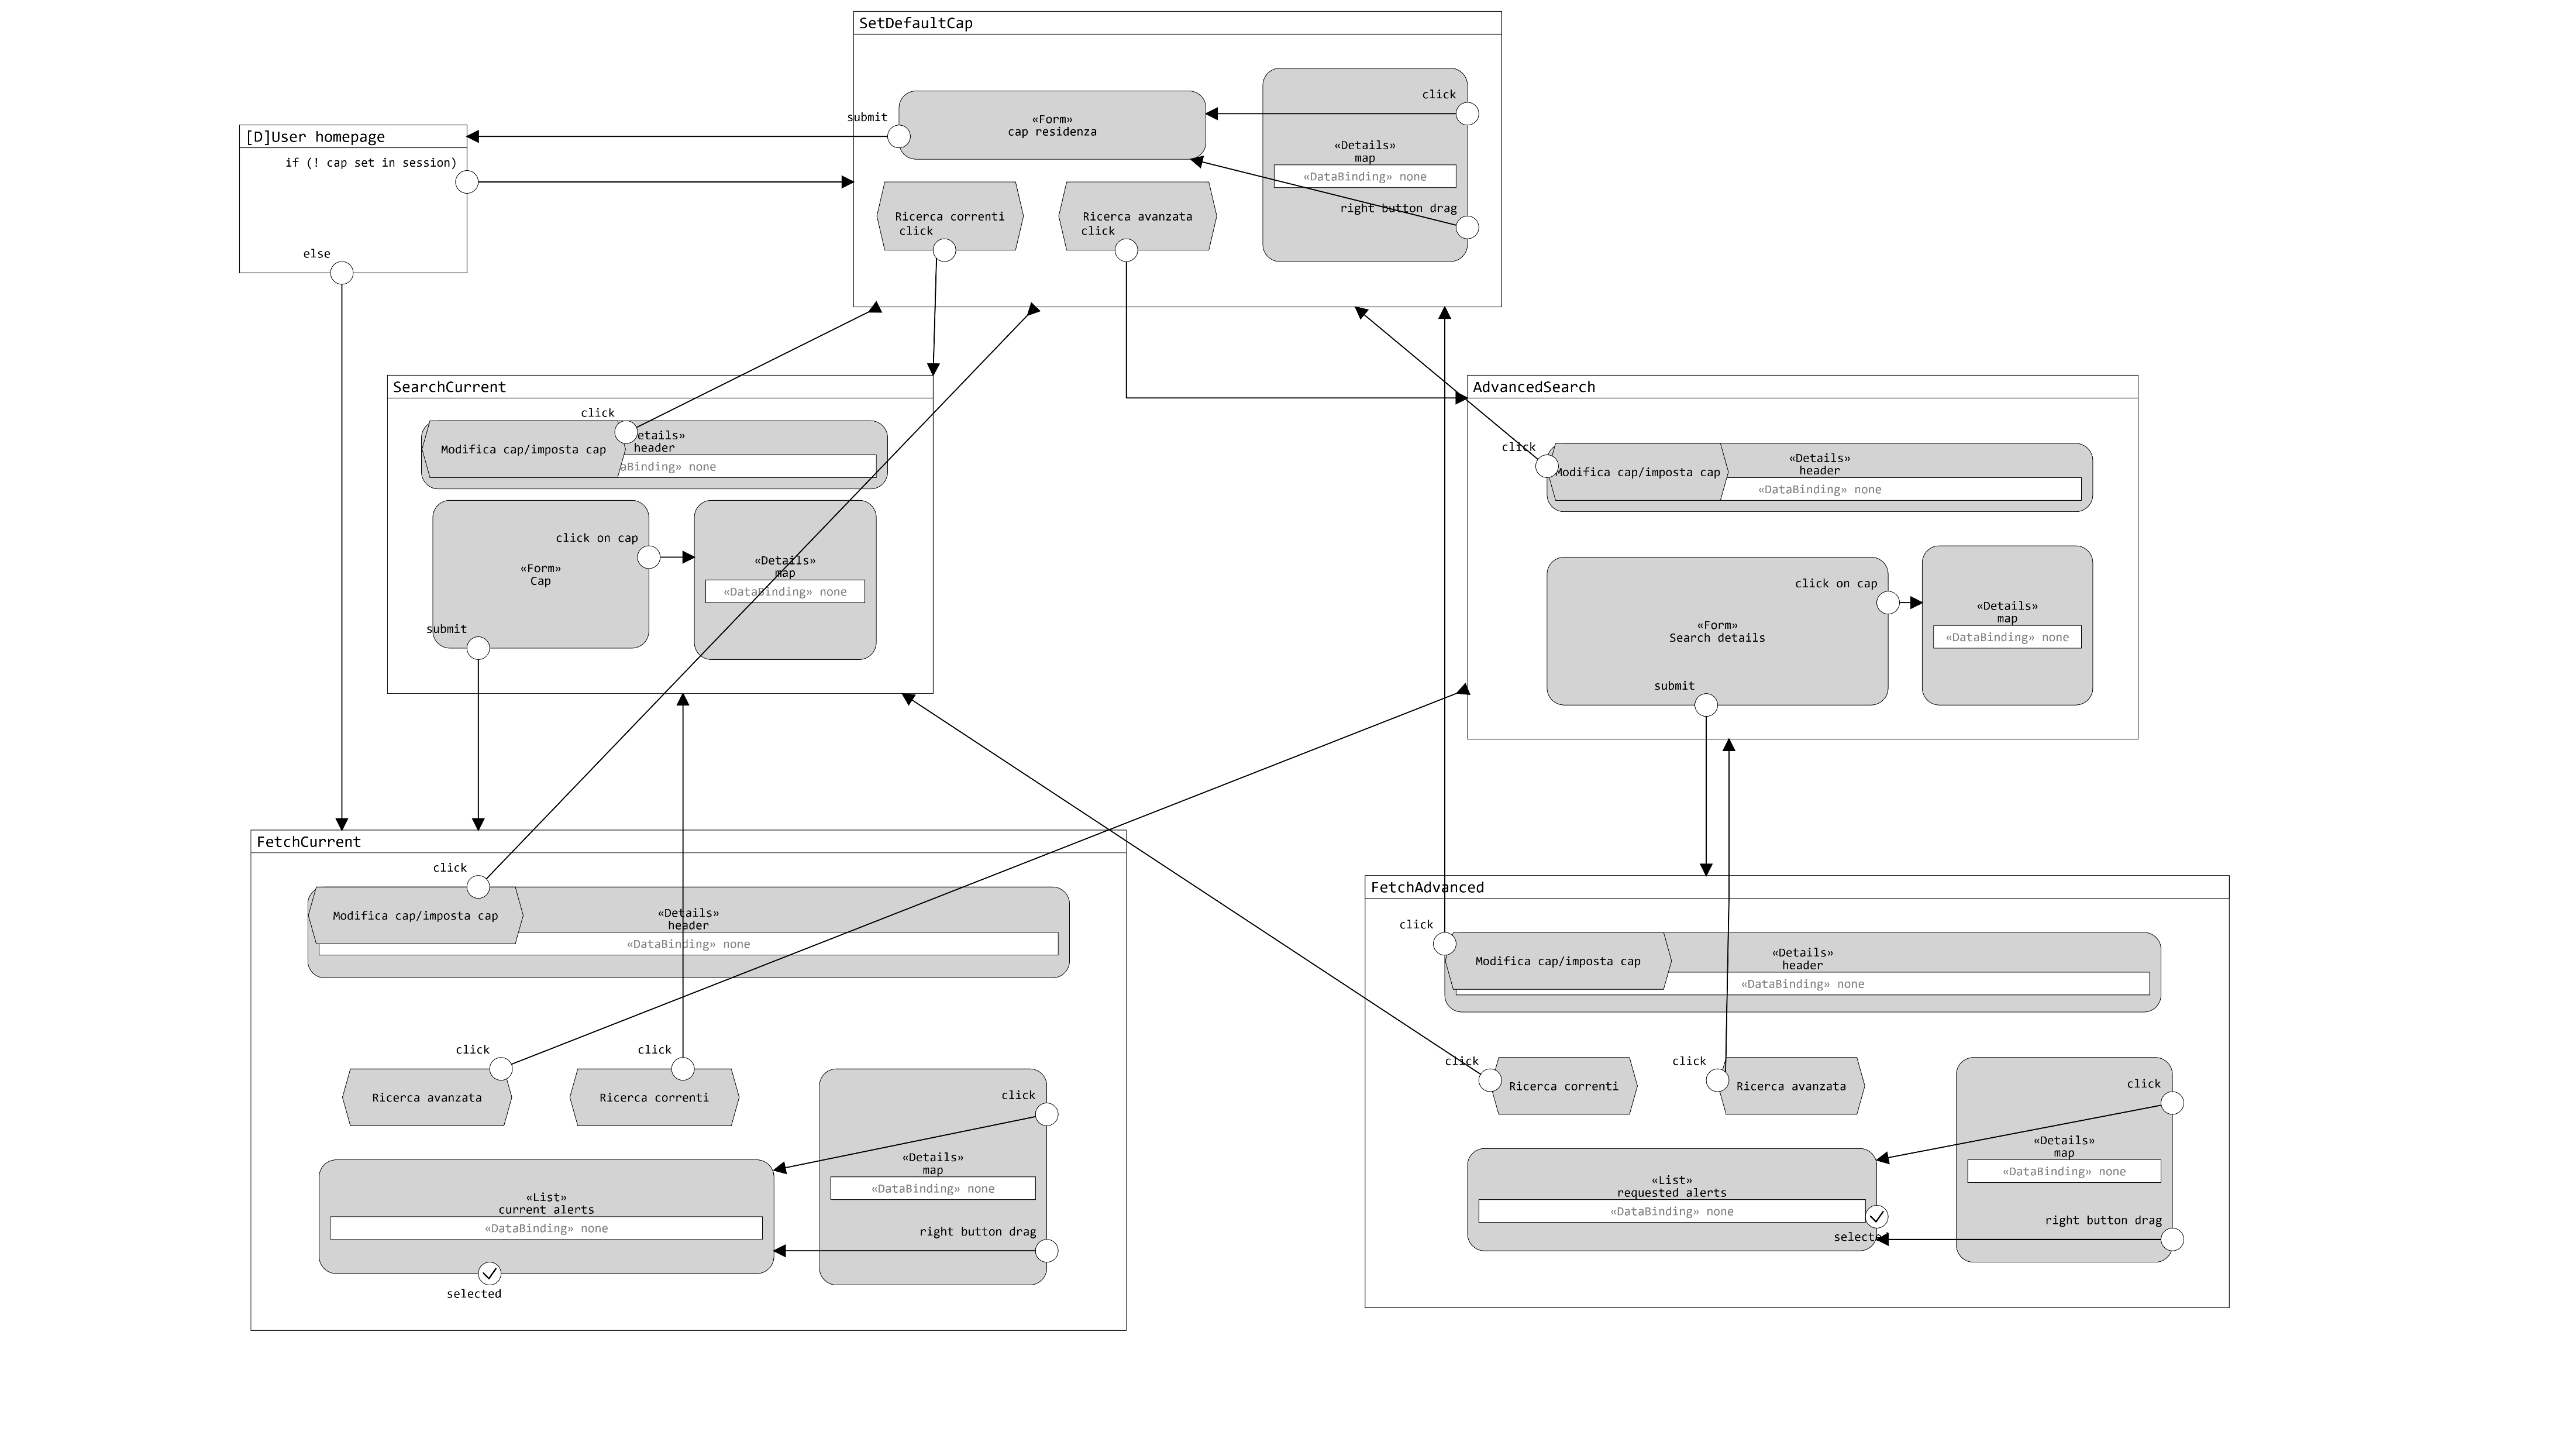 SetDefaultCap
submit
«Form»
cap residenza
click
«Details»
map
«DataBinding» none
right button drag
Ricerca correnti
click
Ricerca avanzata
click
[D]User homepage
if (! cap set in session)
else
SearchCurrent
click
Modifica cap/imposta cap
etails»
header
aBinding» none
click on cap
«Form»
Cap
submit
«Details»
map
«DataBinding» none
AdvancedSearch
click
Modifica cap/imposta cap
«Details»
header
«DataBinding» none
click on cap
«Form»
Search details
submit
«Details»
map
«DataBinding» none
FetchCurrent
click
Modifica cap/imposta cap
«Details»
header
«DataBinding» none
click
Ricerca avanzata
click
Ricerca correnti
click
«Details»
map
«DataBinding» none
right button drag
«List»
current alerts
«DataBinding» none
selected
FetchAdvanced
click
Modifica cap/imposta cap
«Details»
header
«DataBinding» none
click
Ricerca correnti
click
Ricerca avanzata
click
«Details»
map
«DataBinding» none
right button drag
«List»
requested alerts
«DataBinding» none
selected